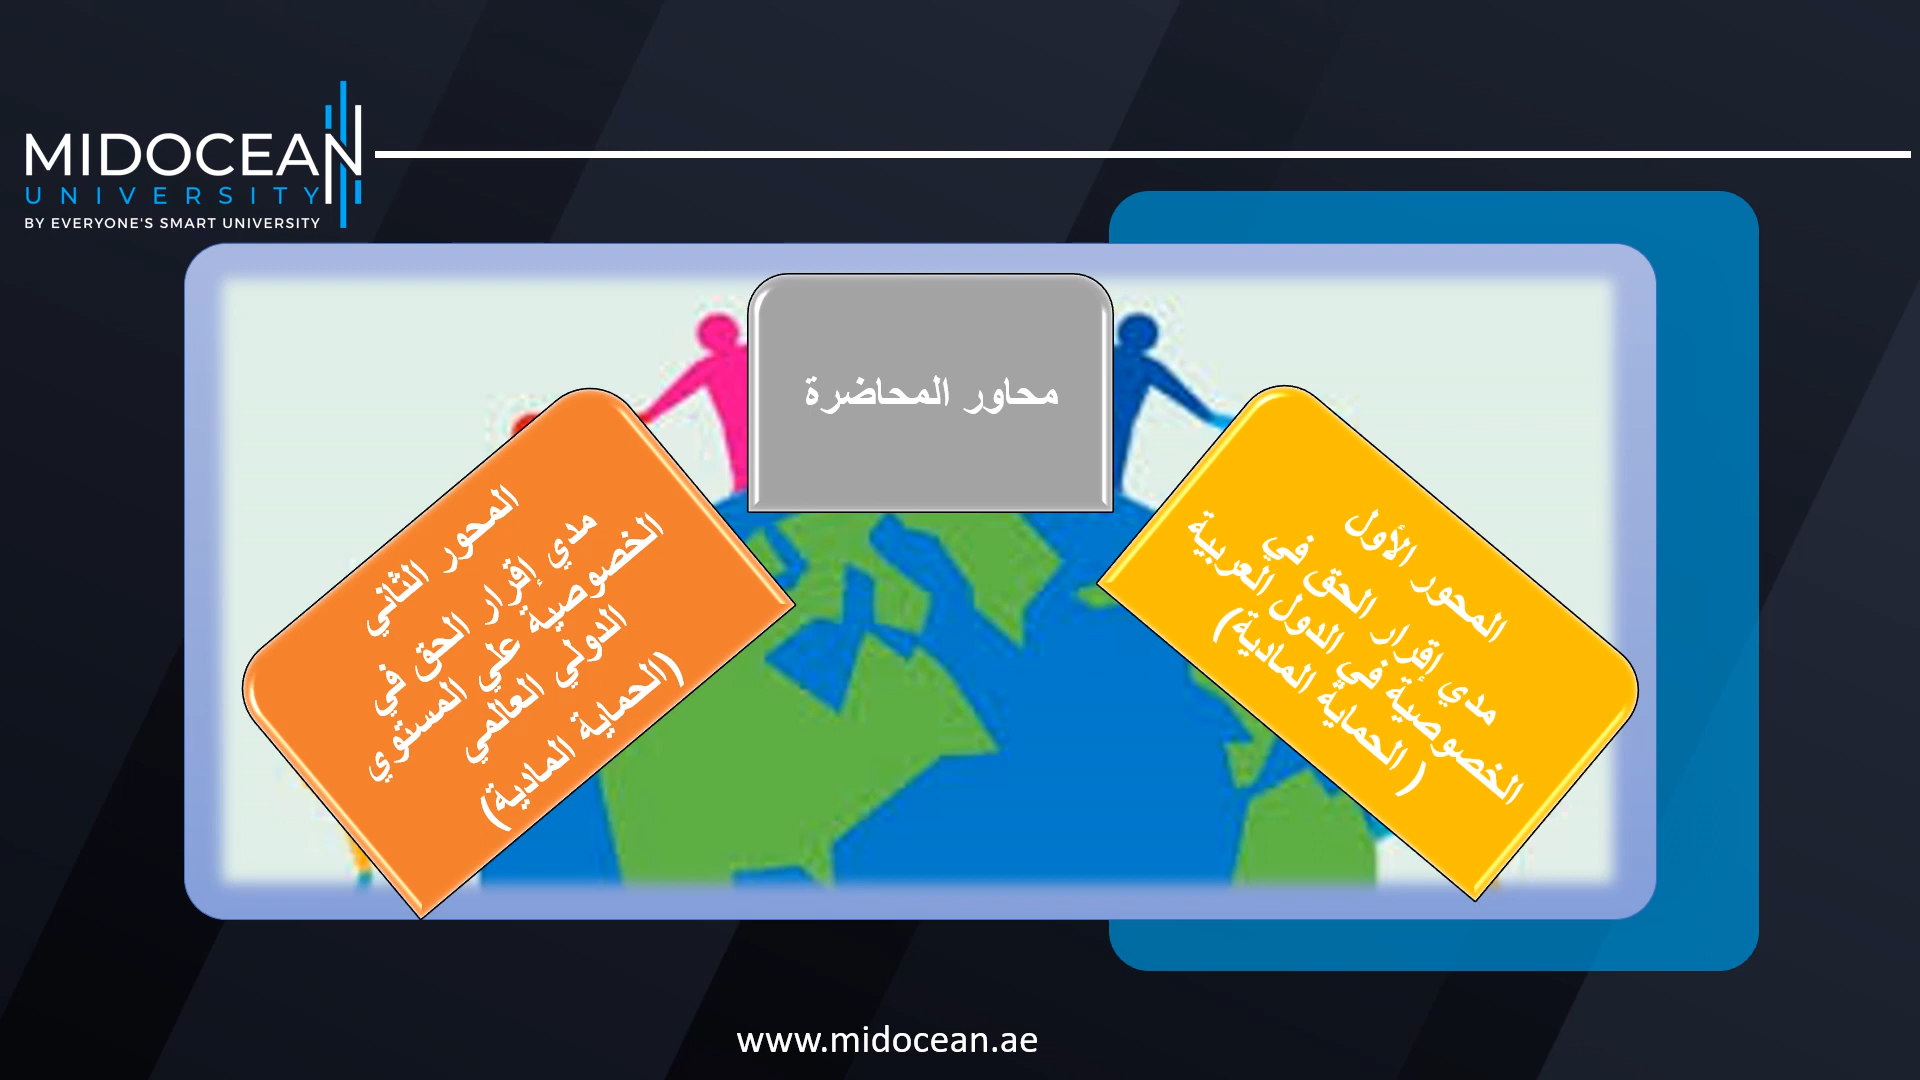 MIDOCEAN
UNIVERSITY
BY EVERYONE'S SMART UNIVERSITY
محاور المحاضرة
المحور الأول
مدي إقرار الحق في
الخصوصية في الدول العربية
( الحماية المادية)
المحور الثاني
مدي إقرار الحق في
الخصوصية علي المستوي
الدولي العالمي
(الحماية المادية)
www.midocean.ae